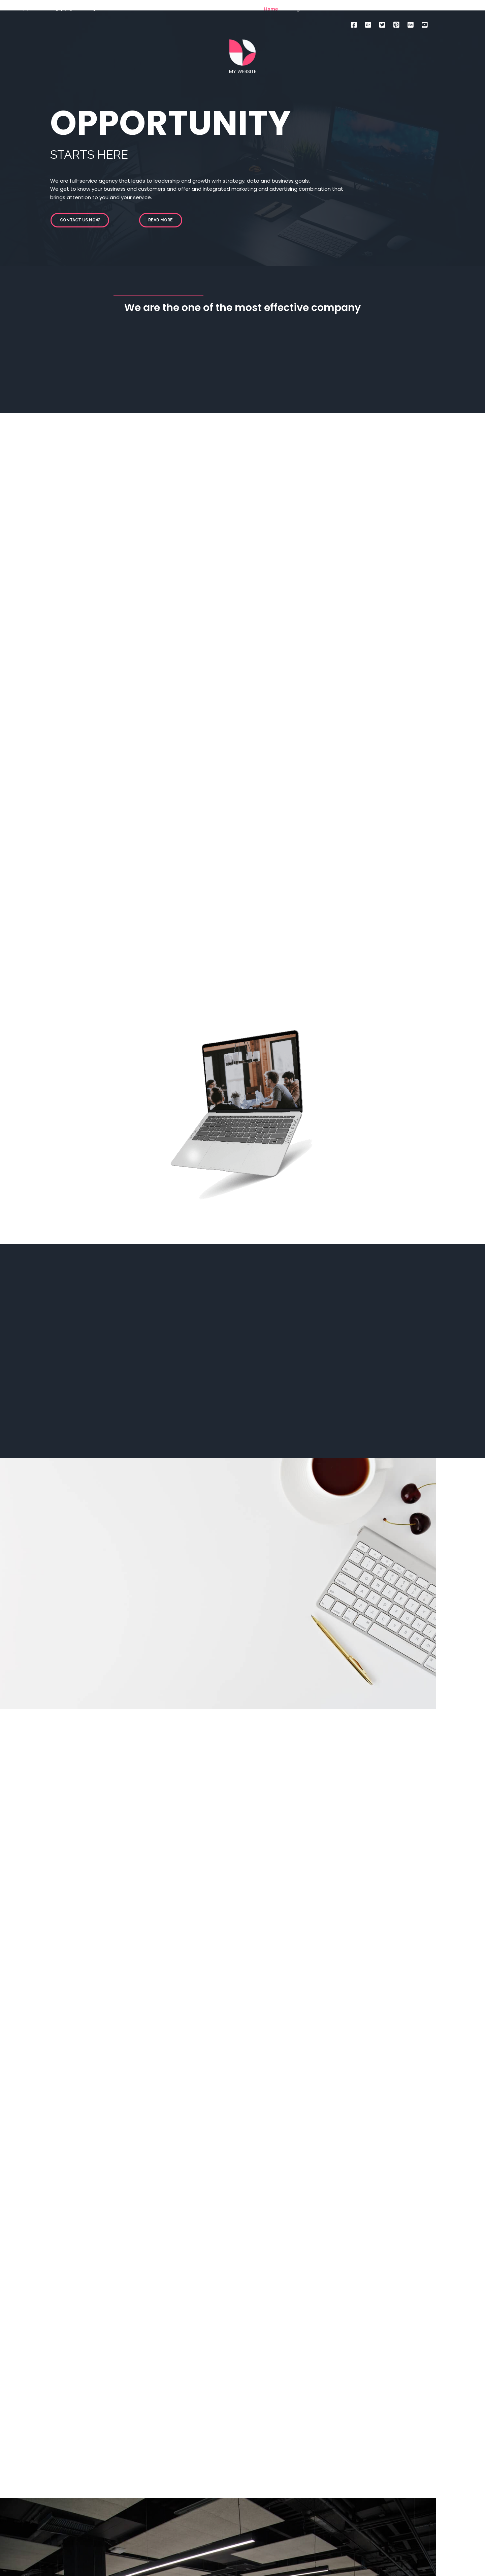 Home
MY WEBSITE
OPPORTUNITY
STARTS HERE
We are full-service agency that leads to leadership and growth wirh strategy, data and business goals.
We get to know your business and customers and offer and integrated marketing and advertising combination that
brings attention to you and your service.
CONTACT US NOW
READ MORE
We are the one of the most effective company